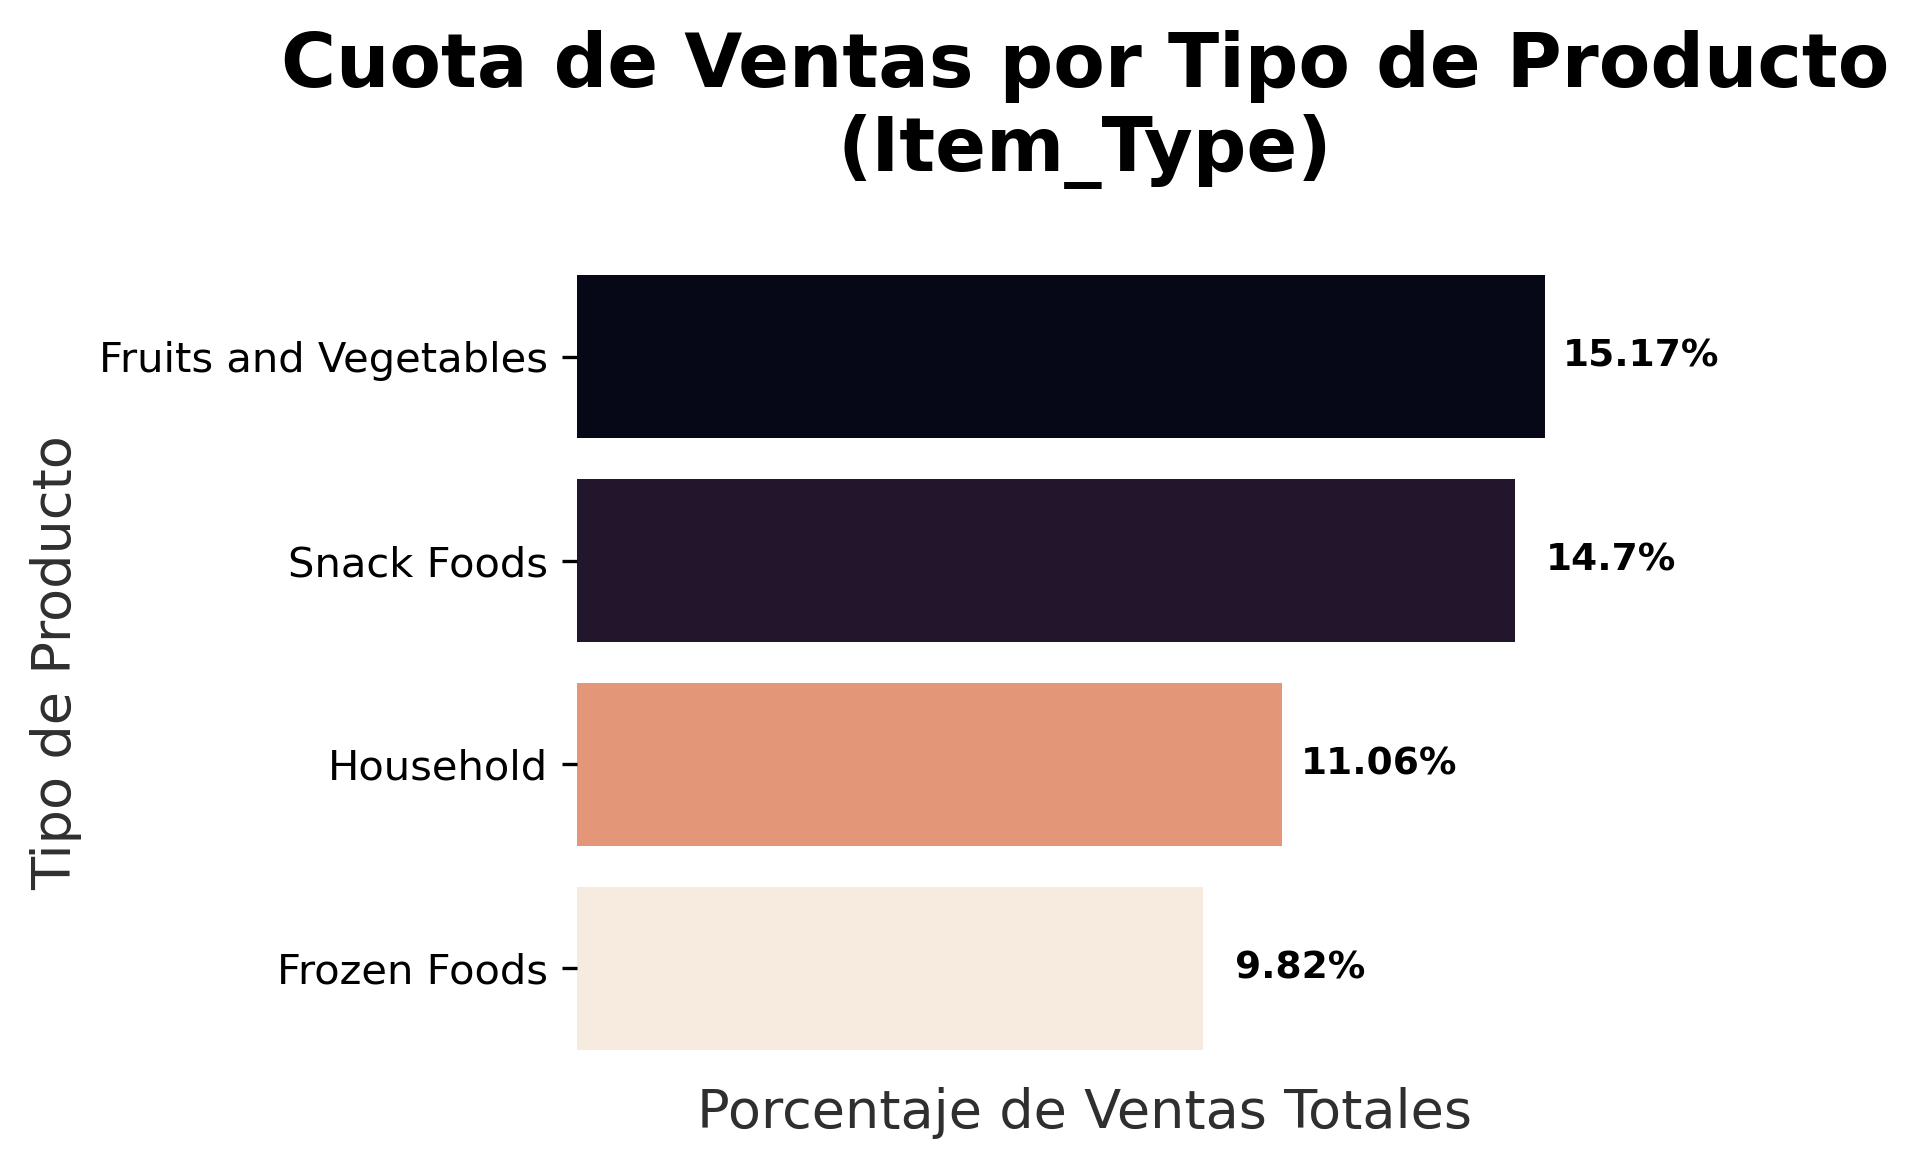 Cuota de Ventas por Tipo de Producto
(Item_Type)
Fruits and Vegetables
15.17%
Snack Foods
14.7%
Household
11.06%
Frozen Foods
9.82%
Tipo de Producto
Porcentaje de Ventas Totales